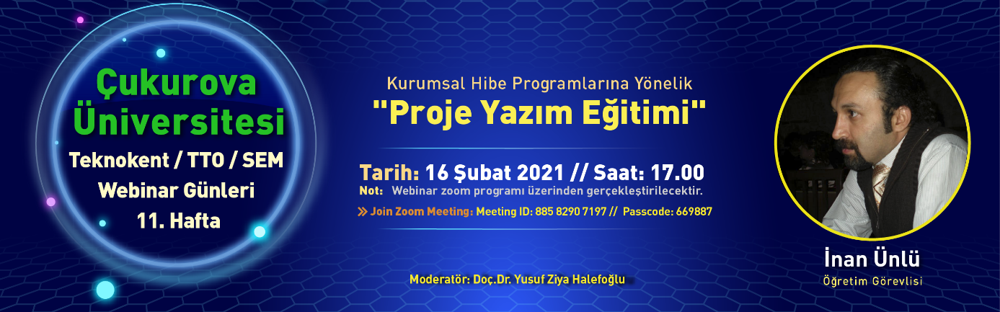 Çukurova
Üniversitesi
Teknokent / TTO / SEM
Webinar Günleri
11. Hafta
Kurumsal Hibe Programlarına Yönelik
"Proje Yazım Eğitimi"
Tarih: 16 Şubat 2021 // Saat: 17.00
Not: Webinar zoom programı üzerinden gerçekleştirilecektir.
» Join Zoom Meeting: Meeting ID: 885 8290 7197 // Passcode: 669887
Moderatör: Doç.Dr. Yusuf Ziya Halefoğlu
İnan Ünlü
Öğretim Görevlisi